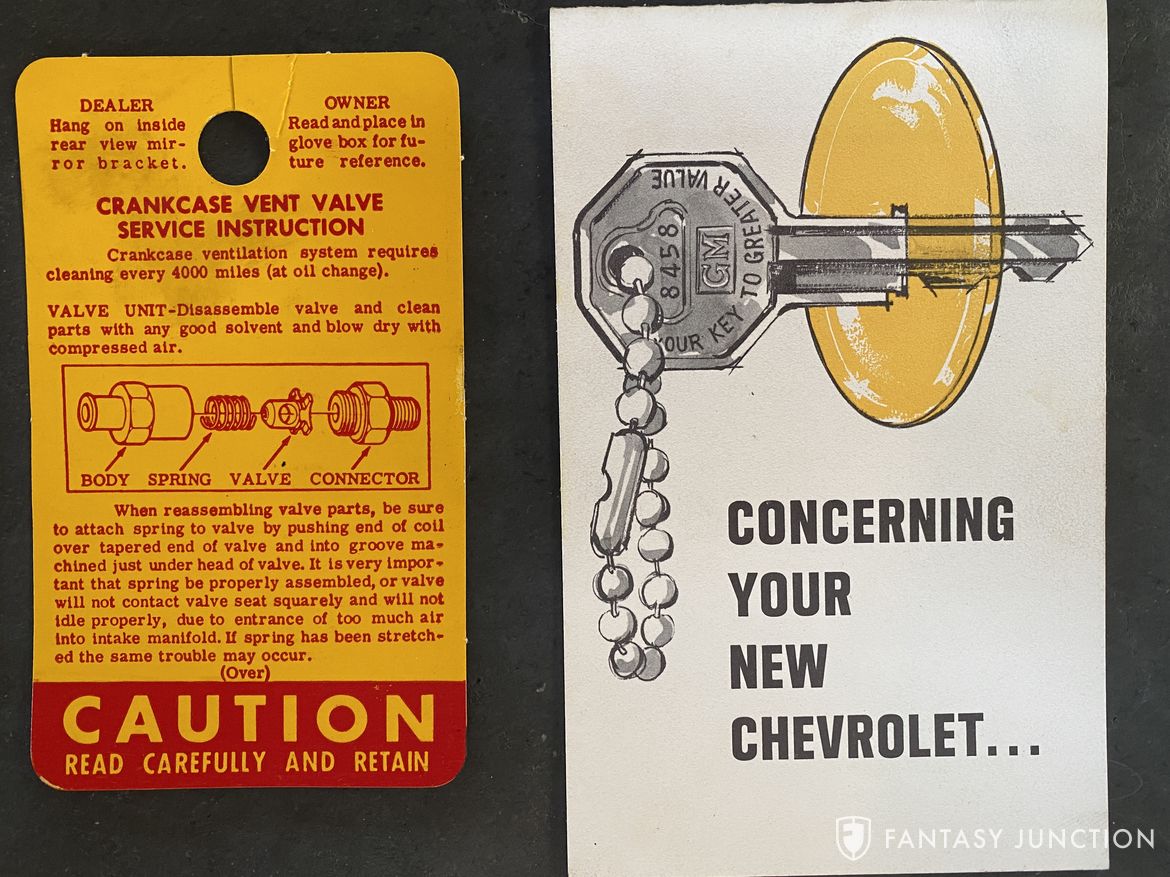 DEALER
Hang on inside
rear view mir-
ror bracket.
OWNER
Read and place in
glove box for fu-
ture reference.
CRANKCASE VENT VALVE
SERVICE INSTRUCTION
Crankcase ventilation system requires
cleaning every 4000 miles (at oil change).
VALVE UNIT-Disassemble valve and clean
parts with any good solvent and blow dry with
compressed air.
BODY SPRING VALVE CONNECTOR
When reassembling valve parts, be sure
to attach spring to valve by pushing end of coil
over tapered end of valve and into groove ma-
chined just under head of valve. It is very impor-
tant that spring be properly assembled, or valve
will not contact valve seat squarely and will not
idle properly, due to entrance of too much air
into intake manifold. If spring has been stretch-
ed the same trouble may occur.
(Over)
CAUTION
READ CAREFULLY AND RETAIN
YOUR KEY TO GREATER VALUE
GM
8458
CONCERNING
YOUR
NEW
CHEVROLET...
FANTASY JUNCTION